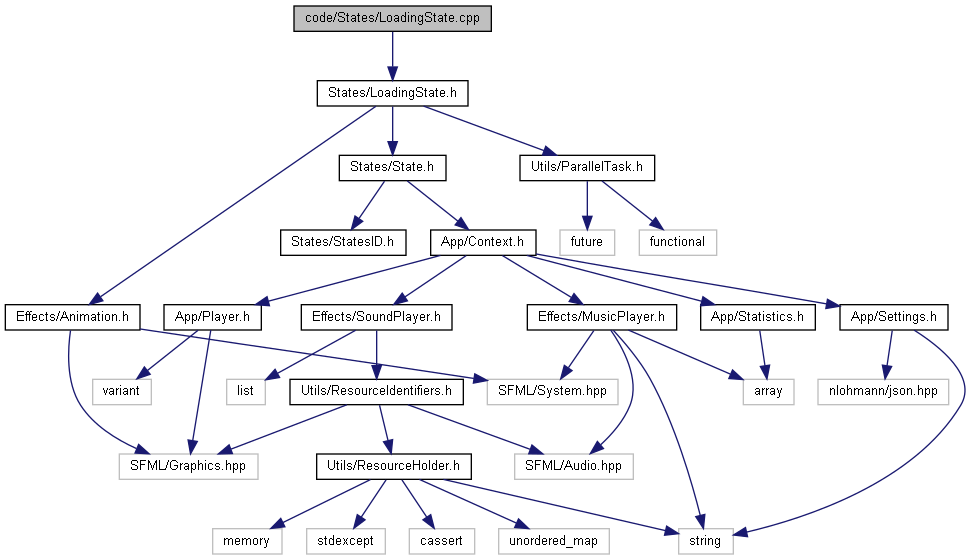 code/States/LoadingState.cpp
States/LoadingState.h
States/State.h
Utils/ParallelTask.h
States/StatesID.h
App/Context.h
future
functional
Effects/Animation.h
App/Player.h
Effects/SoundPlayer.h
Effects/MusicPlayer.h
App/Statistics.h
App/Settings.h
variant
list
Utils/ResourceIdentifiers.h
SFML/System.hpp
array
nlohmann/json.hpp
SFML/Graphics.hpp
Utils/ResourceHolder.h
SFML/Audio.hpp
memory
stdexcept
cassert
unordered_map
string